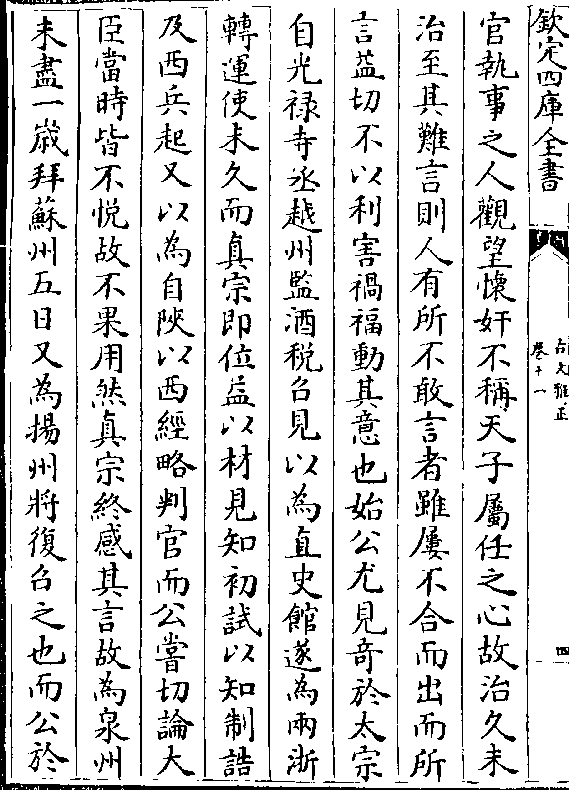 欽定四庫全書
古文雅正
卷十一
四
官執事之人觀望懷奸不稱天子屬任之心故治久未
治至其難言則人有所不敢言者雖屢不合而出而所
言益切不以利害禍福動其意也始公尤見奇於太宗
自光禄寺丞越州監酒稅召見以為直史館遂為兩浙
轉運使未久而真宗即位益以材見知初試以知制誥
及西兵起又以為自陝以西經略判官而公嘗切論大
臣當時皆不悅故不果用然真宗終感其言故為泉州
未盡一歲拜蘇州五日又為揚州將復召之也而公於